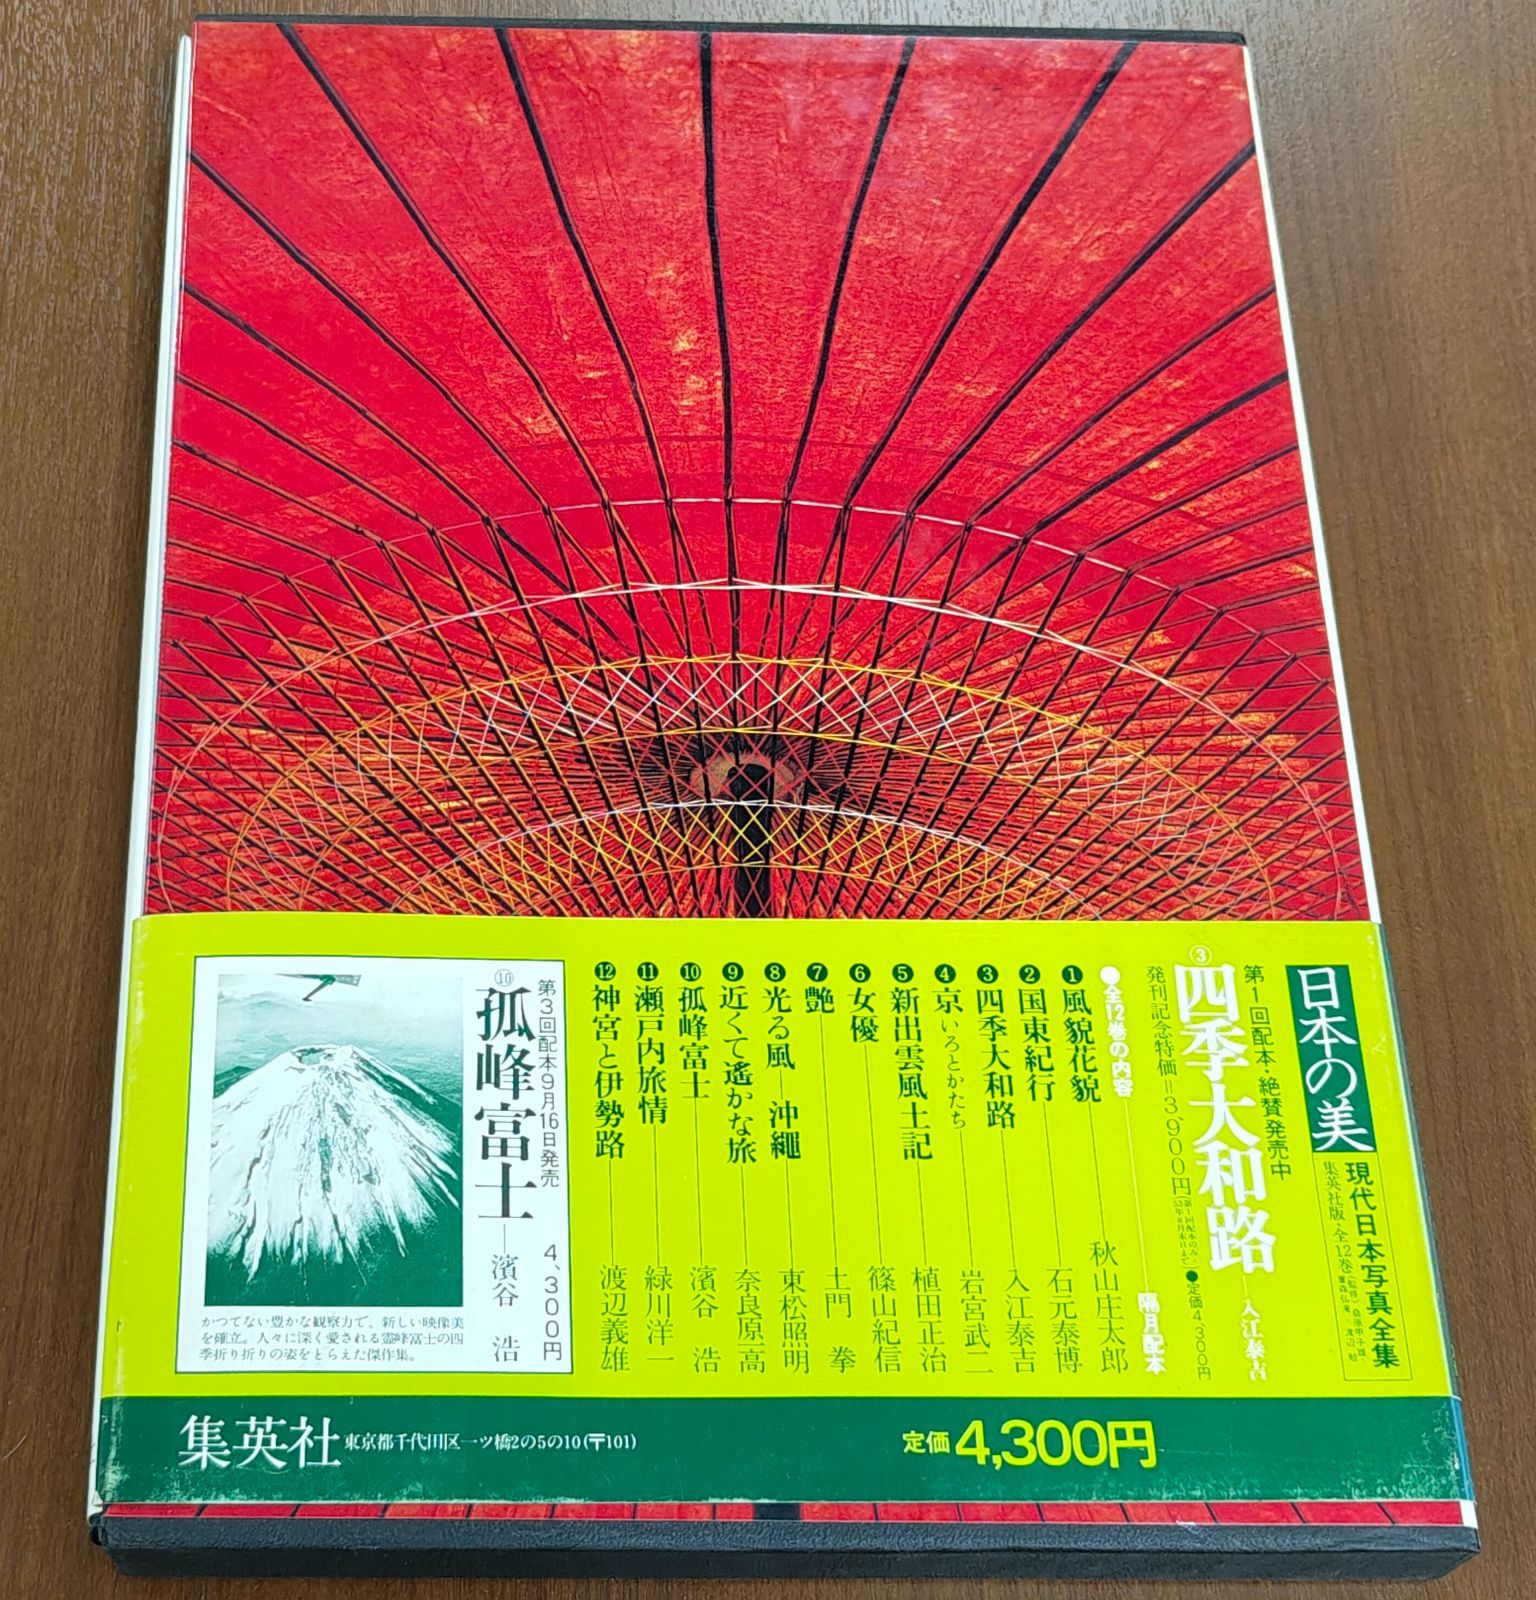 日本の美
現代日本写真全集
集英社版・全12巻
第1回配本・絶賛発売中
③四季大和路―入江泰吉
発刊記念特価=3,900円
●定価4,300円
●全12巻の内容―隔月配本
❶風貌花貌―秋山庄太郎
❷国東紀行―石元泰博
❸四季大和路―入江泰吉
❹京いろとかたち―岩宮武二
❺新出雲風土記―植田正治
❻女優―篠山紀信
❼艶―土門 拳
❽光る風―沖縄―東松照明
❾近くて遙かな旅―奈良原一高
❿孤峰富士―濱谷 浩
⓫瀬戸内旅情―緑川洋一
⓬神宮と伊勢路―渡辺義雄
第3回配本9月16日発売 4,300円
⑩孤峰富士―濱谷 浩
かつてない豊かな観察力で、新しい映像美
を確立。人々に深く愛される霊峰富士の四
季折り折りの姿をとらえた傑作集。
集英社 東京都千代田区一ツ橋2の5の10(〒101)
定価4,300円